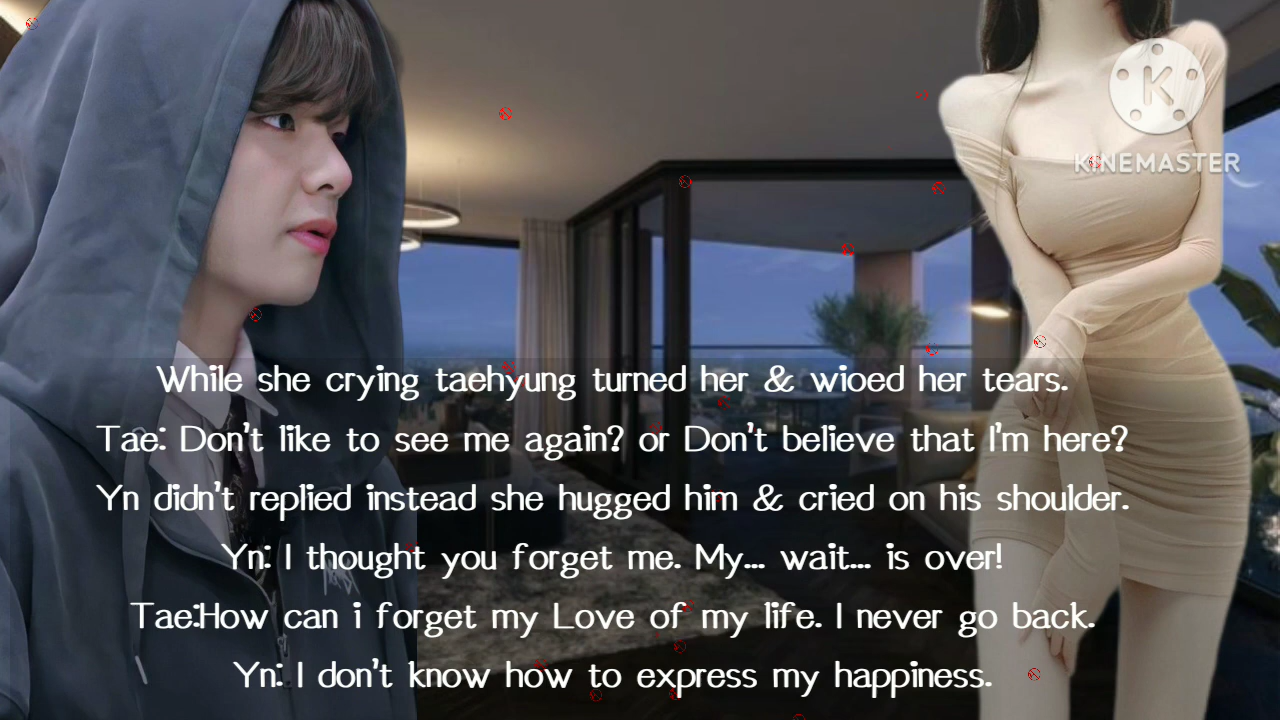 KINEMASTER
While she crying taehyung turned her & wioed her tears.
Tae: Don't like to see me again? or Don't believe that I'm here?
Yn didn't replied instead she hugged him & cried on his shoulder.
Yn: I thought you forget me. My... wait... is over!
Tae:How can i forget my Love of my life. I never go back.
Yn: I don't know how to express my happiness.